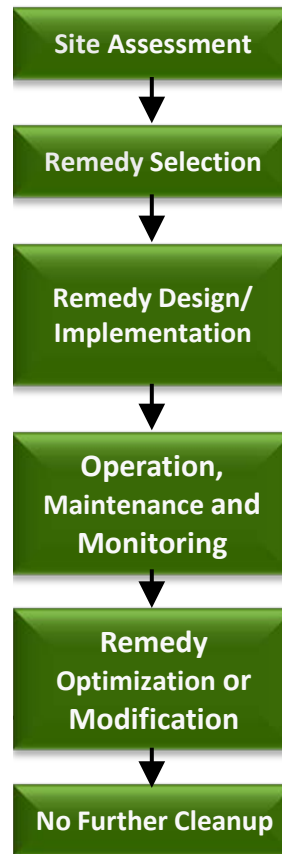 Site Assessment
Remedy Selection
Remedy Design/
Implementation
Operation,
Maintenance and
Monitoring
Remedy
Optimization or
Modification
No Further Cleanup